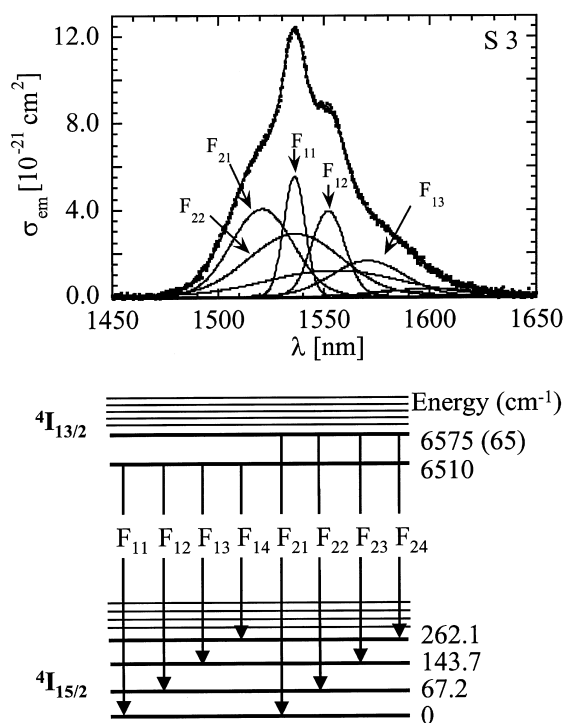 12.0
S 3
8.0
F₂₁
F₁₁
F₁₂
F₂₂
4.0
F₁₃
σem [10⁻²¹ cm²]
0.0
1450 1500 1550 1600 1650
λ [nm]
Energy (cm⁻¹)
⁴I₁₃/₂
6575 (65)
6510
F₁₁ F₁₂ F₁₃ F₁₄ F₂₁ F₂₂ F₂₃ F₂₄
262.1
143.7
⁴I₁₅/₂
67.2
0